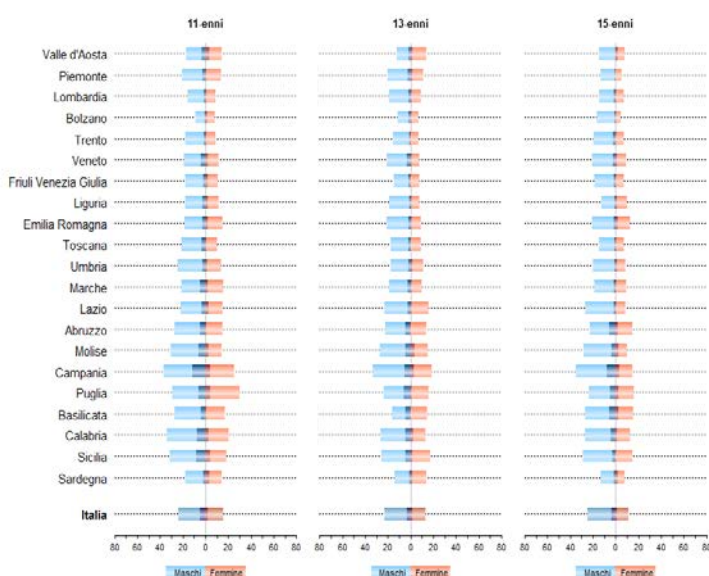 11-enni 13-enni 15-enni
Valle d'Aosta
Piemonte
Lombardia
Bolzano
Trento
Veneto
Friuli Venezia Giulia
Liguria
Emilia Romagna
Toscana
Umbria
Marche
Lazio
Abruzzo
Molise
Campania
Puglia
Basilicata
Calabria
Sicilia
Sardegna
Italia
80 60 40 20 0 20 40 60 80 80 60 40 20 0 20 40 60 80 80 60 40 20 0 20 40 60 80
Maschi Femmine Maschi Femmine Maschi Femmine